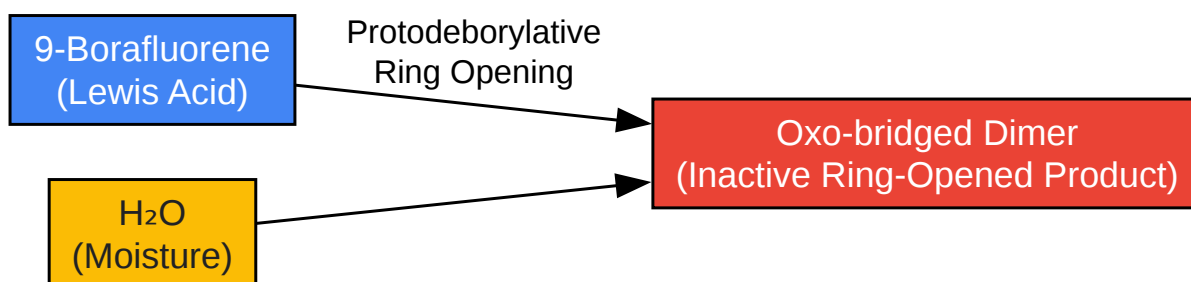 9-Borafluorene
(Lewis Acid)
Protodeborylative
Ring Opening
Oxo-bridged Dimer
(Inactive Ring-Opened Product)
H₂O
(Moisture)